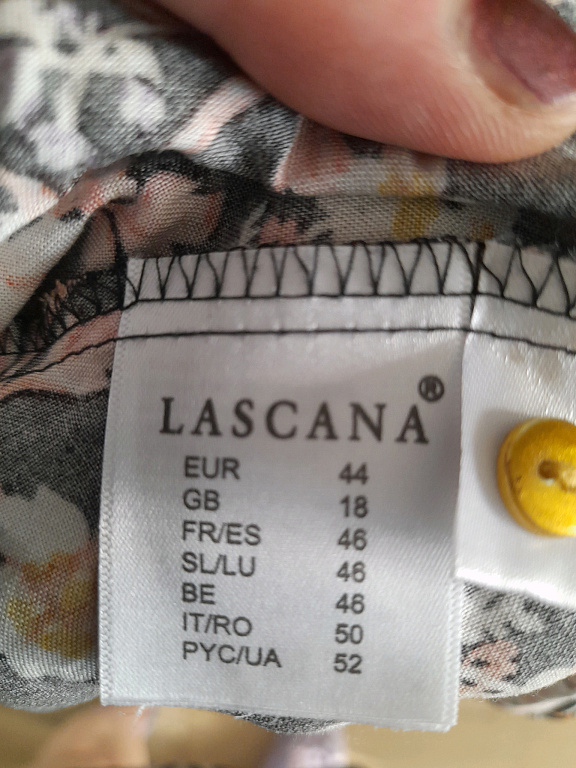 LASCANA®
EUR 44
GB 18
FR/ES 46
SL/LU 46
BE 46
IT/RO 50
PYC/UA 52